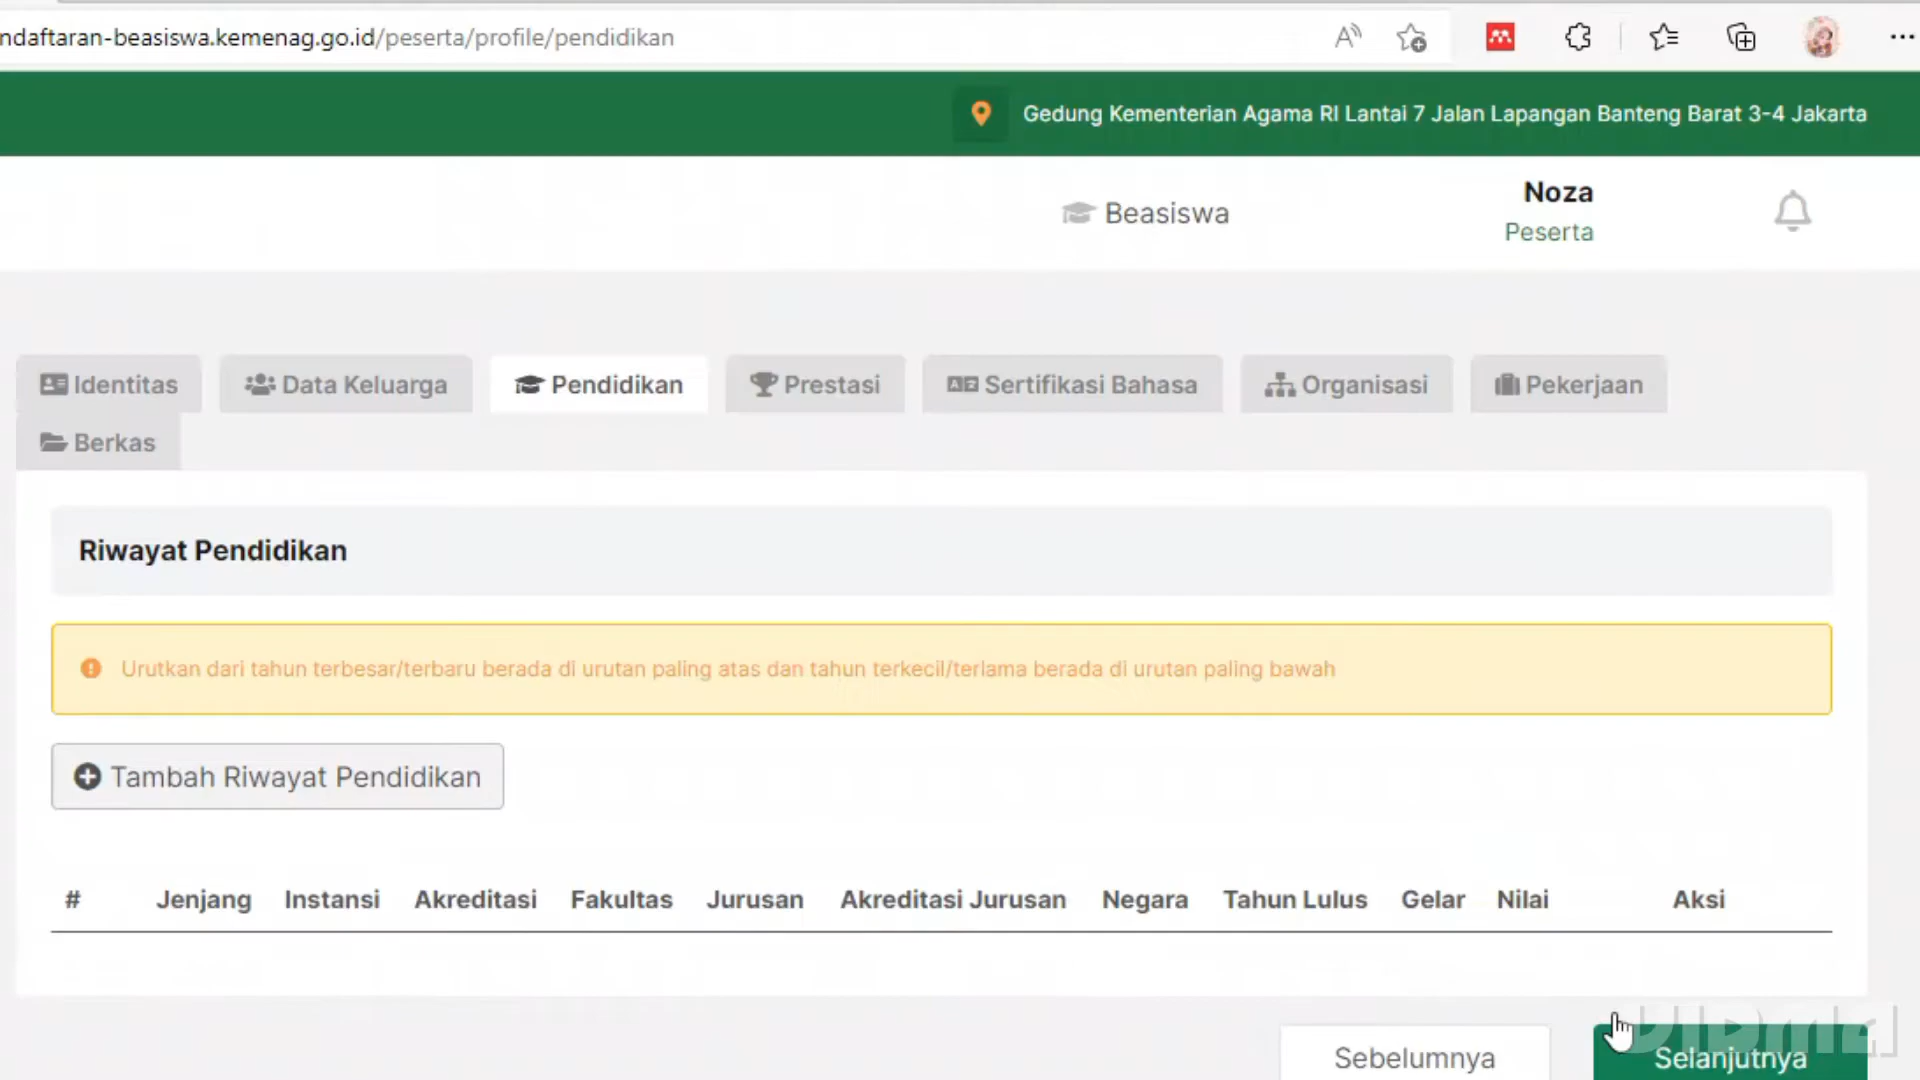 ndaftaran-beasiswa.kemenag.go.id/peserta/profile/pendidikan
Gedung Kementerian Agama RI Lantai 7 Jalan Lapangan Banteng Barat 3-4 Jakarta
Beasiswa
Noza
Peserta
Identitas
Data Keluarga
Pendidikan
Prestasi
Sertifikasi Bahasa
Organisasi
Pekerjaan
Berkas
Riwayat Pendidikan
Urutkan dari tahun terbesar/terbaru berada di urutan paling atas dan tahun terkecil/terlama berada di urutan paling bawah
Tambah Riwayat Pendidikan
# Jenjang Instansi Akreditasi Fakultas Jurusan Akreditasi Jurusan Negara Tahun Lulus Gelar Nilai Aksi
Sebelumnya
Selanjutnya